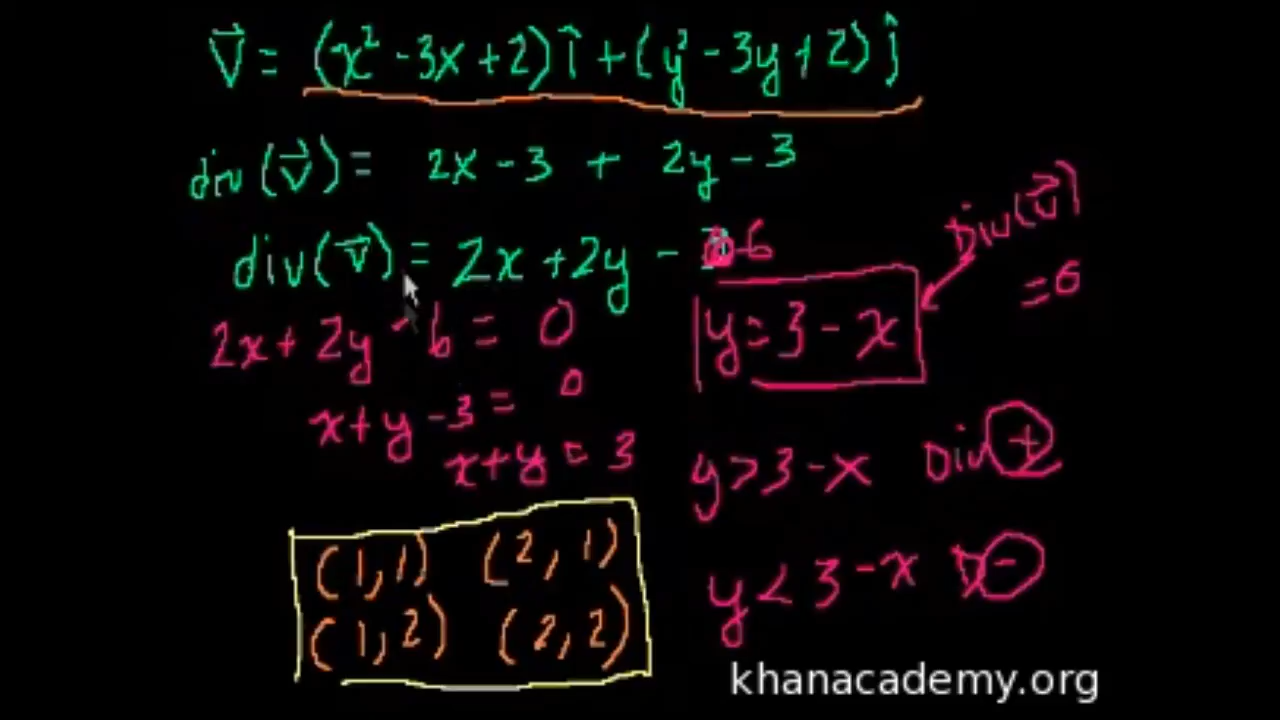 v⃗ = (x² - 3x + 2) î + (y² - 3y + 2) ĵ
div (v⃗) = 2x - 3 + 2y - 3
div(v⃗) = 2x + 2y - 6
Div(v⃗)
= 0
2x + 2y - 6 = 0
y = 3 - x
x + y - 3 = 0
x + y = 3
y > 3 - x Div +
(1, 1) (2, 1)
y < 3 - x -
(1, 2) (2, 2)
khanacademy.org